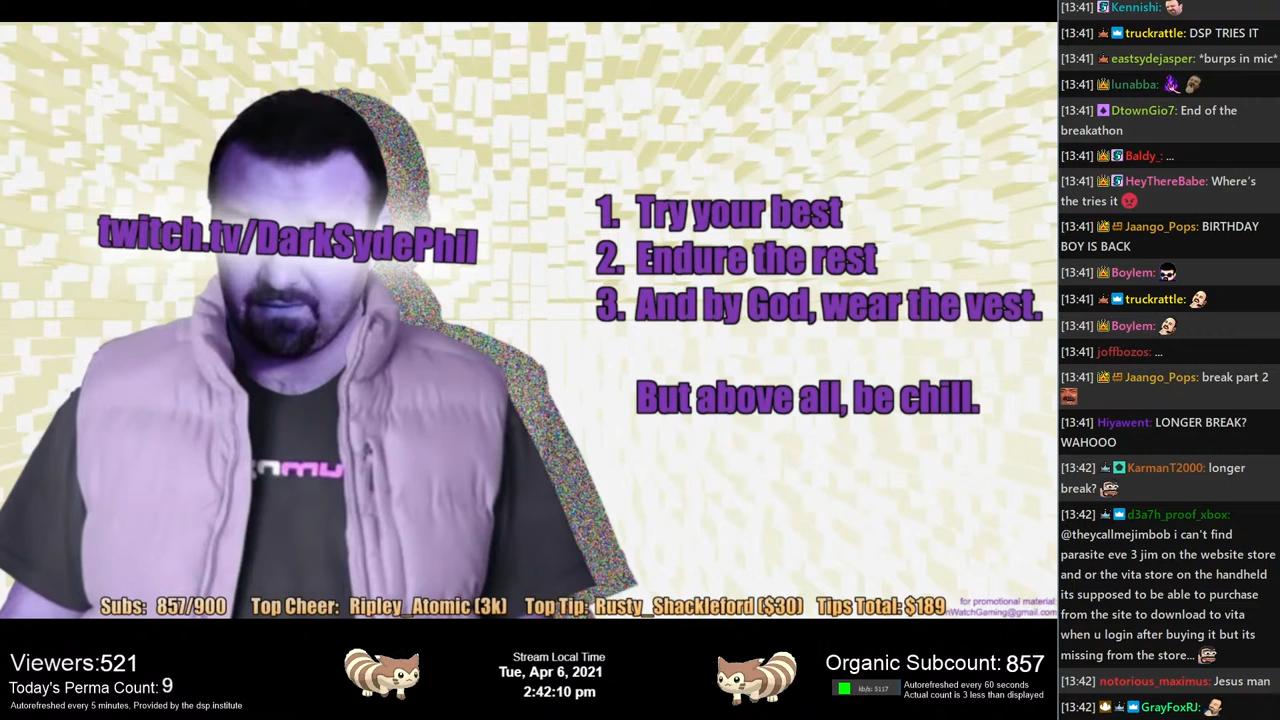 twitch.tv/DarkSydePhil
1. Try your best
2. Endure the rest
3. And by God, wear the vest.
But above all, be chill.
Subs: 857/900 Top Cheer: Ripley_Atomic (3k) Top Tip: Rusty_Shackleford ($30) Tips Total: $189
for promotional material
WatchGaming@gmail.com
Viewers:521
Today's Perma Count: 9
Autorefreshed every 5 minutes, Provided by the dsp institute
Stream Local Time
Tue, Apr 6, 2021
2:42:10 pm
Organic Subcount: 857
kb/s: 5117
Autorefreshed every 60 seconds
Actual count is 3 less than displayed
[13:41] Kennishi:
[13:41] truckrattle: DSP TRIES IT
[13:41] eastsydejasper: *burps in mic*
[13:41] lunabba:
[13:41] DtownGio7: End of the
breakathon
[13:41] Baldy_: ...
[13:41] HeyThereBabe: Where's
the tries it
[13:41] Jaango_Pops: BIRTHDAY
BOY IS BACK
[13:41] Boylem:
[13:41] truckrattle:
[13:41] Boylem:
[13:41] joffbozos: ...
[13:41] Jaango_Pops: break part 2
[13:41] Hiyawent: LONGER BREAK?
WAHOOO
[13:42] KarmanT2000: longer
break?
[13:42] d3a7h_proof_xbox:
@theycallmejimbob i can't find
parasite eve 3 jim on the website store
and or the vita store on the handheld
its supposed to be able to purchase
from the site to download to vita
when u login after buying it but its
missing from the store...
[13:42] notorious_maximus: Jesus man
[13:42] GrayFoxRJ: